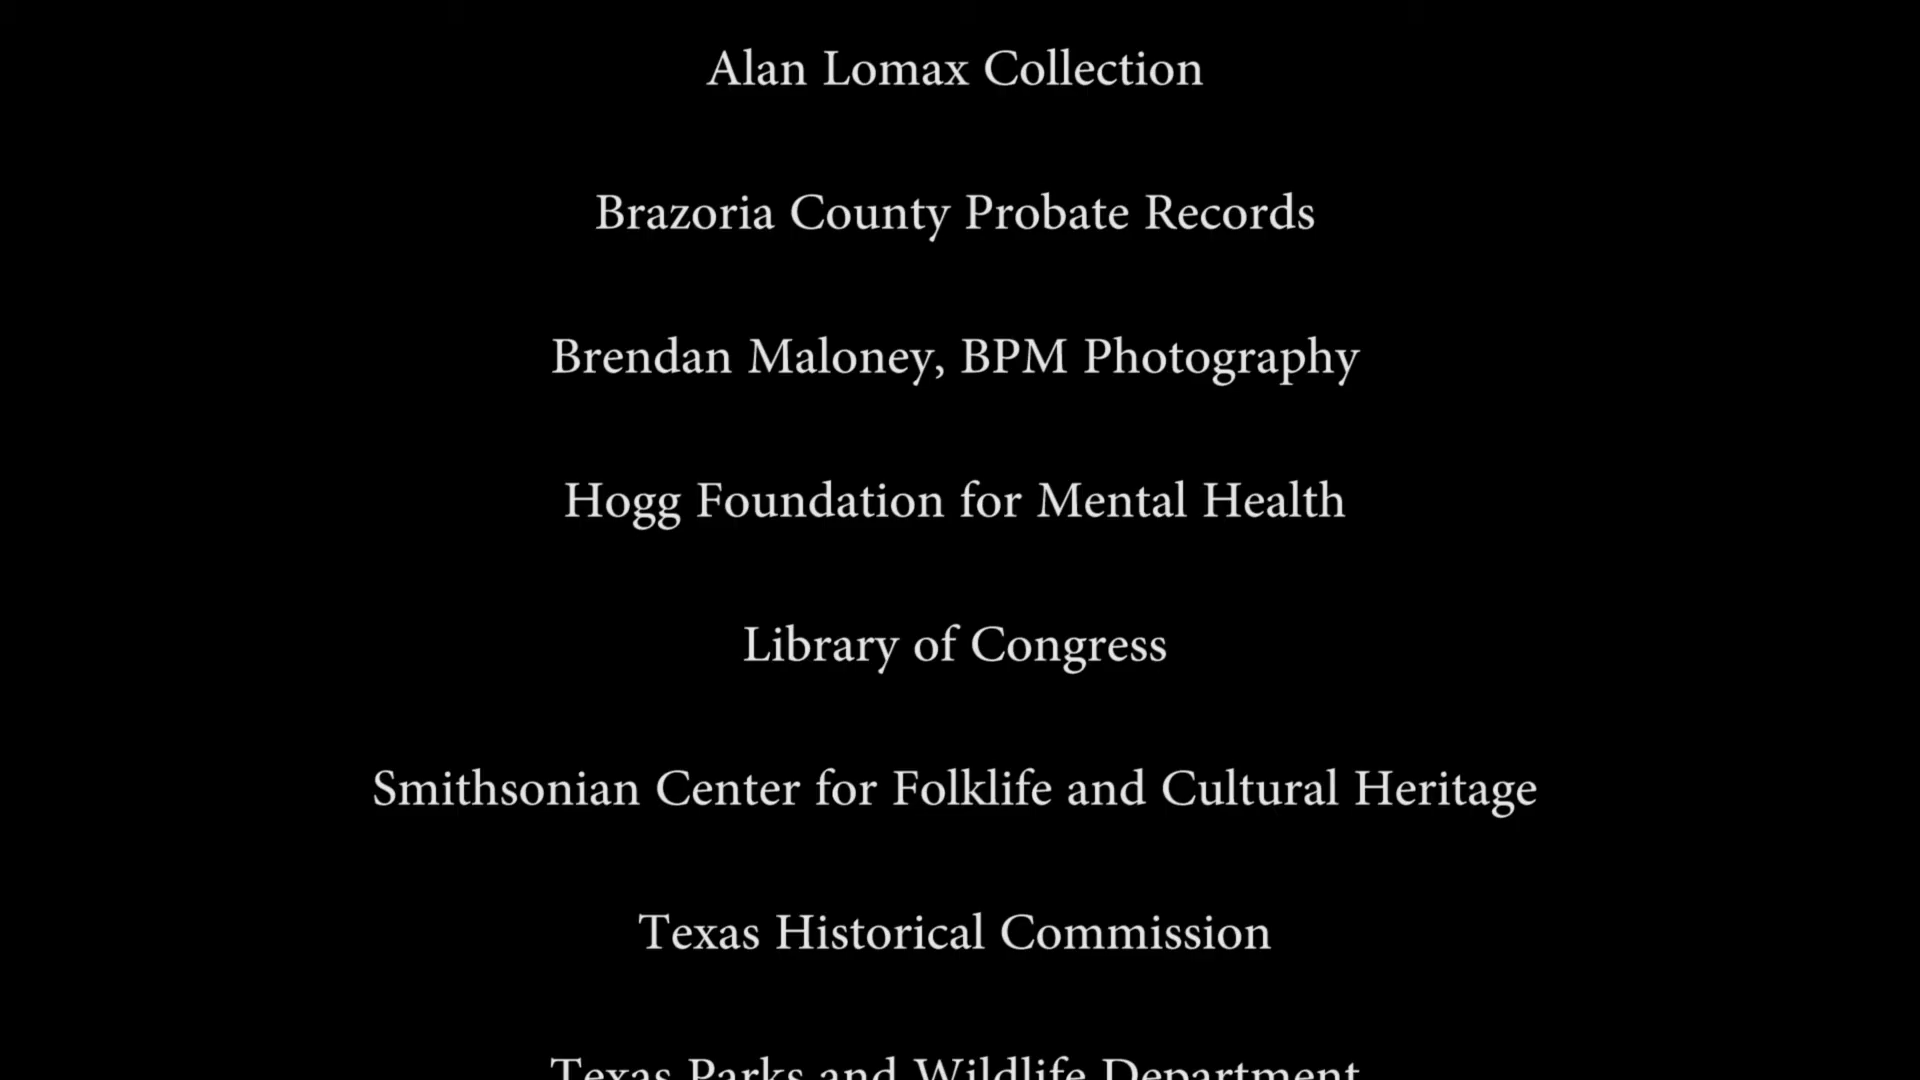 Alan Lomax Collection
Brazoria County Probate Records
Brendan Maloney, BPM Photography
Hogg Foundation for Mental Health
Library of Congress
Smithsonian Center for Folklife and Cultural Heritage
Texas Historical Commission
Texas Parks and Wildlife Department